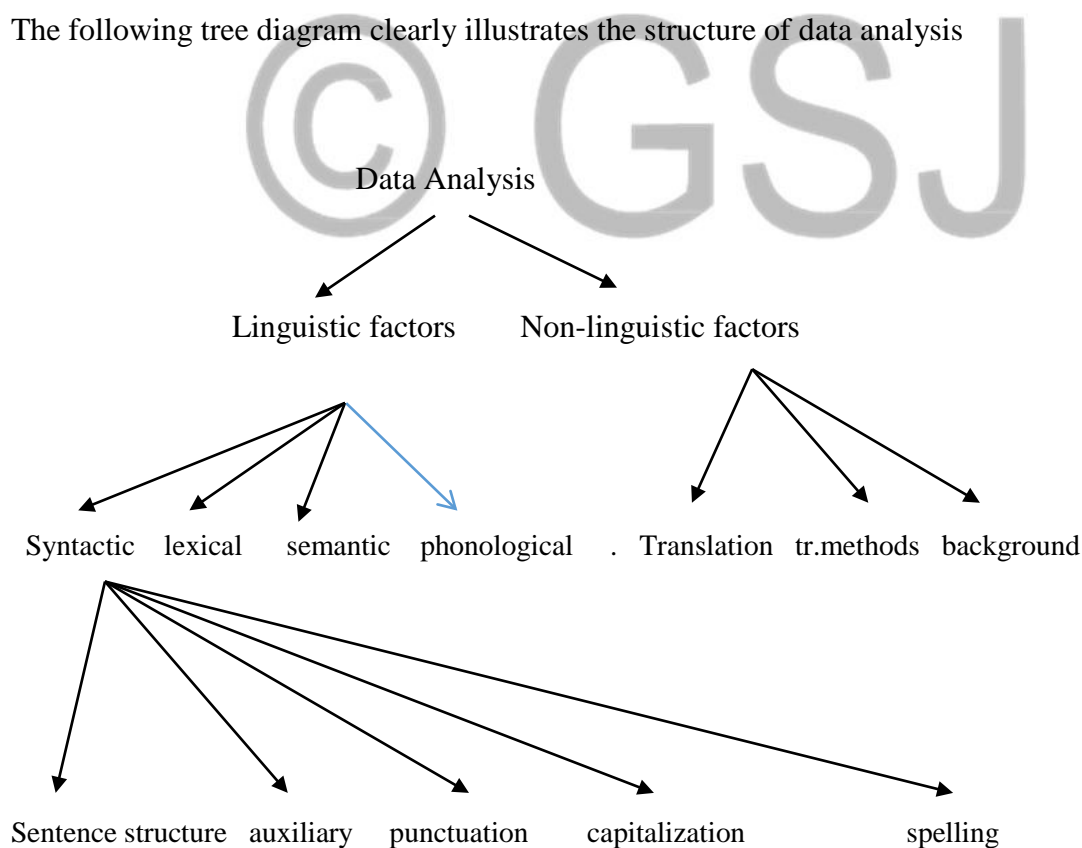 The following tree diagram clearly illustrates the structure of data analysis
© GSJ
Data Analysis
Linguistic factors Non-linguistic factors
Syntactic lexical semantic phonological . Translation tr.methods background
Sentence structure auxiliary punctuation capitalization spelling